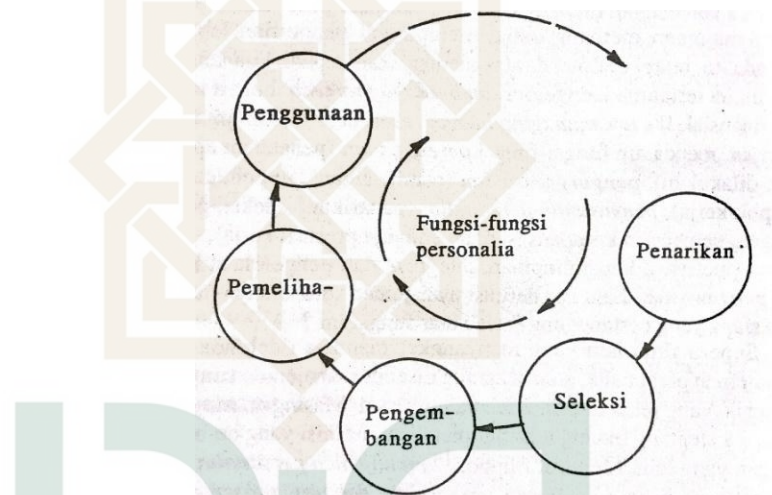 Penggunaan
Fungsi-fungsi
personalia
Penarikan
Pemeliha-
Pengem-
bangan
Seleksi